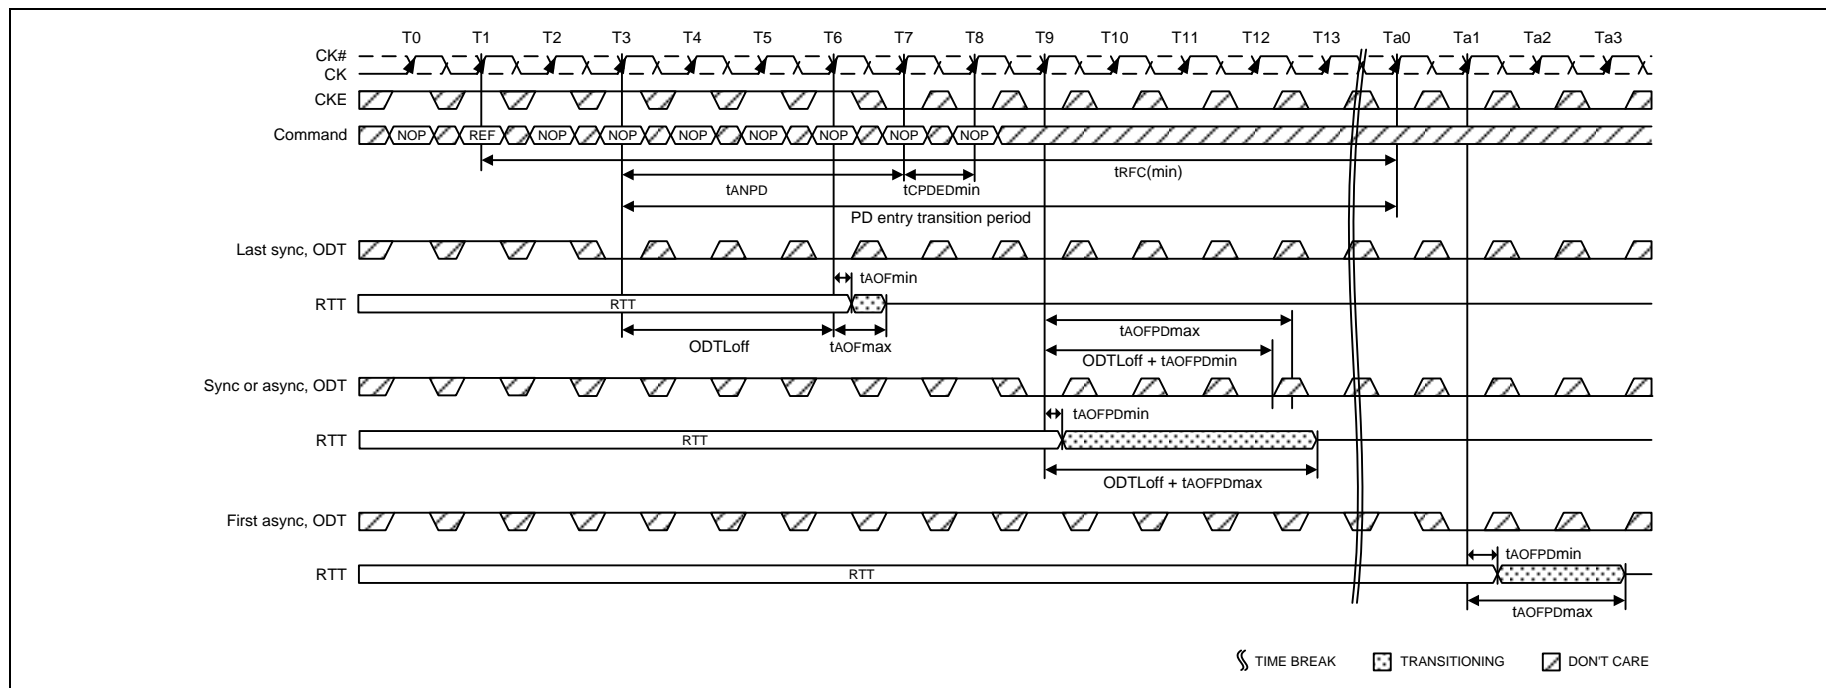 T0 T1 T2 T3 T4 T5 T6 T7 T8 T9 T10 T11 T12 T13 Ta0 Ta1 Ta2 Ta3
CK#
CK
CKE
Command NOP REF NOP NOP NOP NOP NOP NOP NOP
tRFC(min)
tANPD tCPDEDmin
PD entry transition period
Last sync, ODT
tAOFmin
RTT RTT
tAOFPDmax
ODTLoff tAOFmax
ODTLoff + tAOFPDmin
Sync or async, ODT
tAOFPDmin
RTT RTT
ODTLoff + tAOFPDmax
First async, ODT
tAOFPDmin
RTT RTT
tAOFPDmax
TIME BREAK TRANSITIONING DON'T CARE